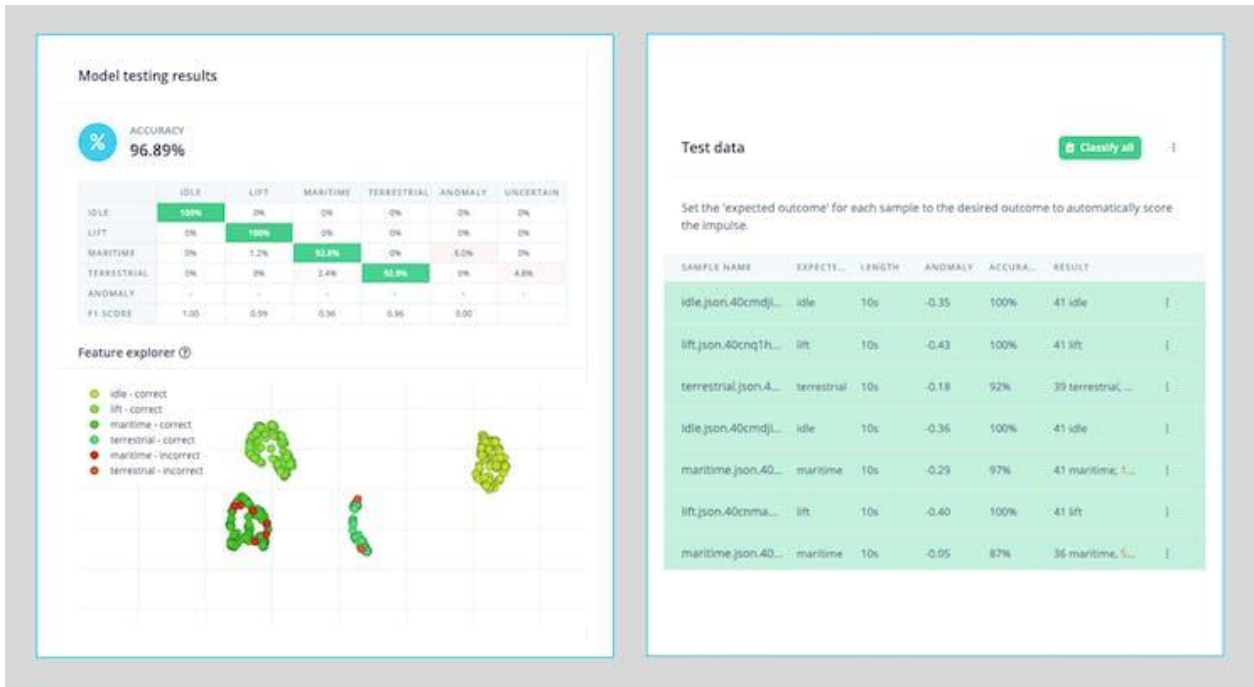 Model testing results
%
ACCURACY
96.89%
IDLE LIFT MARITIME TERRESTRIAL ANOMALY UNCERTAIN
IDLE 100% 0% 0% 0% 0% 0%
LIFT 0% 100% 0% 0% 0% 0%
MARITIME 0% 1.2% 92.8% 0% 6.0% 0%
TERRESTRIAL 0% 0% 2.4% 92.9% 0% 4.8%
ANOMALY - - - - - -
F1 SCORE 1.00 0.99 0.96 0.96 0.00
Feature explorer ?
idle - correct
lift - correct
maritime - correct
terrestrial - correct
maritime - incorrect
terrestrial - incorrect
Test data
Classify all
Set the 'expected outcome' for each sample to the desired outcome to automatically score
the impulse.
SAMPLE NAME EXPECTE... LENGTH ANOMALY ACCURA... RESULT
idle.json.40cmdji... idle 10s -0.35 100% 41 idle
lift.json.40cnq1h... lift 10s -0.43 100% 41 lift
terrestrial.json.4... terrestrial 10s -0.18 92% 39 terrestrial, ...
idle.json.40cmdji... idle 10s -0.36 100% 41 idle
maritime.json.40... maritime 10s -0.29 97% 41 maritime, 1...
lift.json.40cnma... lift 10s -0.40 100% 41 lift
maritime.json.40... maritime 10s -0.05 87% 36 maritime, 5...